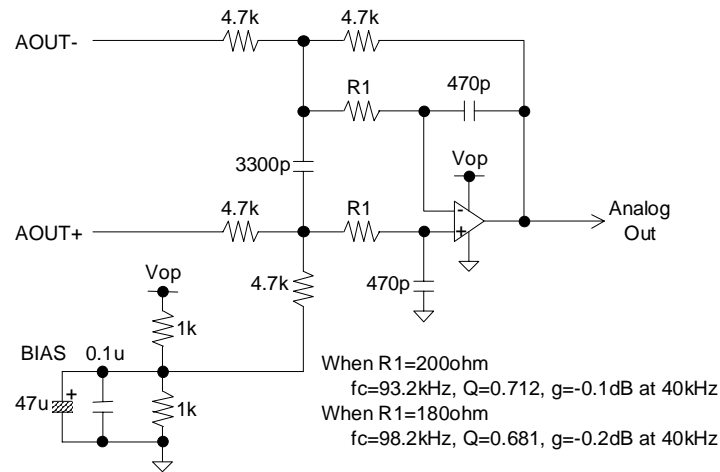 4.7k 4.7k
AOUT-
R1 470p
Vop
3300p
4.7k R1 Analog
Out
-
+
AOUT+
Vop 4.7k 470p
1k
BIAS 0.1u
+
47u 1k
When R1=200ohm
fc=93.2kHz, Q=0.712, g=-0.1dB at 40kHz
When R1=180ohm
fc=98.2kHz, Q=0.681, g=-0.2dB at 40kHz